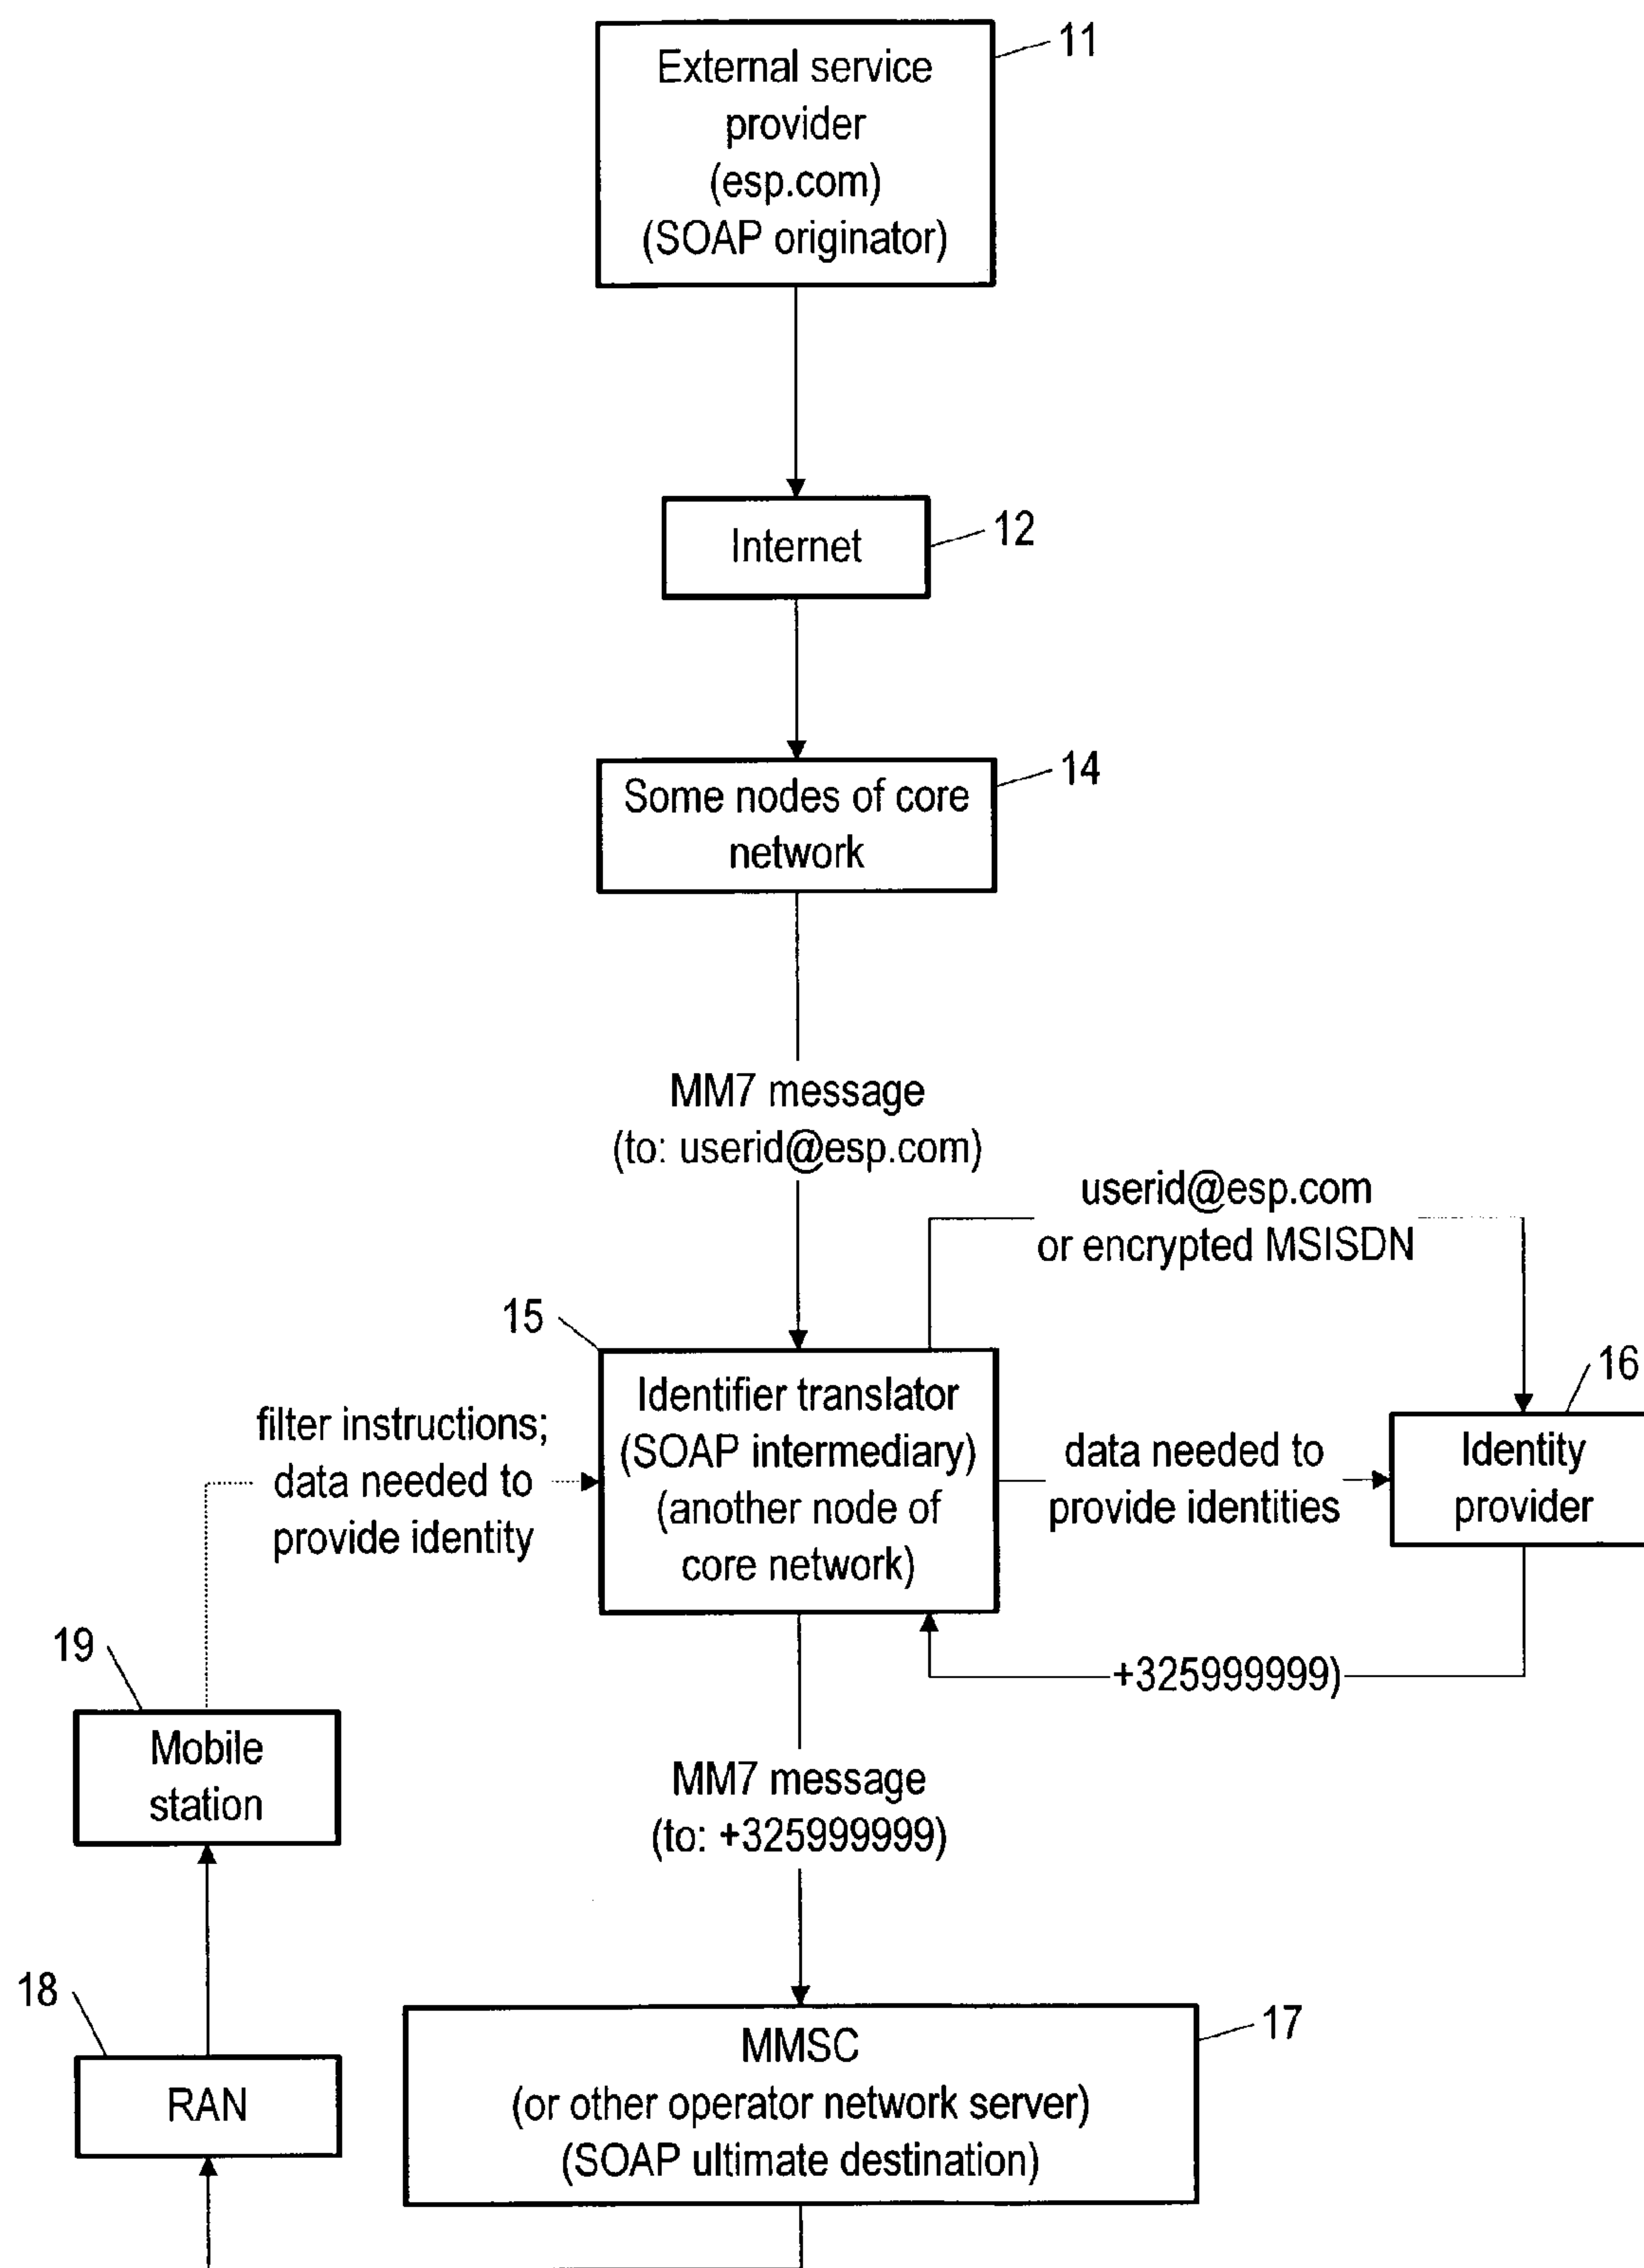 11
External service
provider
(esp.com)
(SOAP originator)
Internet
12
14
Some nodes of core
network
MM7 message
(to: userid@esp.com)
userid@esp.com
or encrypted MSISDN
15
16
Identifier translator
(SOAP intermediary)
(another node of
core network)
filter instructions;
data needed to
provide identity
data needed to
provide identities
Identity
provider
+325999999)
19
Mobile
station
MM7 message
(to: +325999999)
18
RAN
17
MMSC
(or other operator network server)
(SOAP ultimate destination)